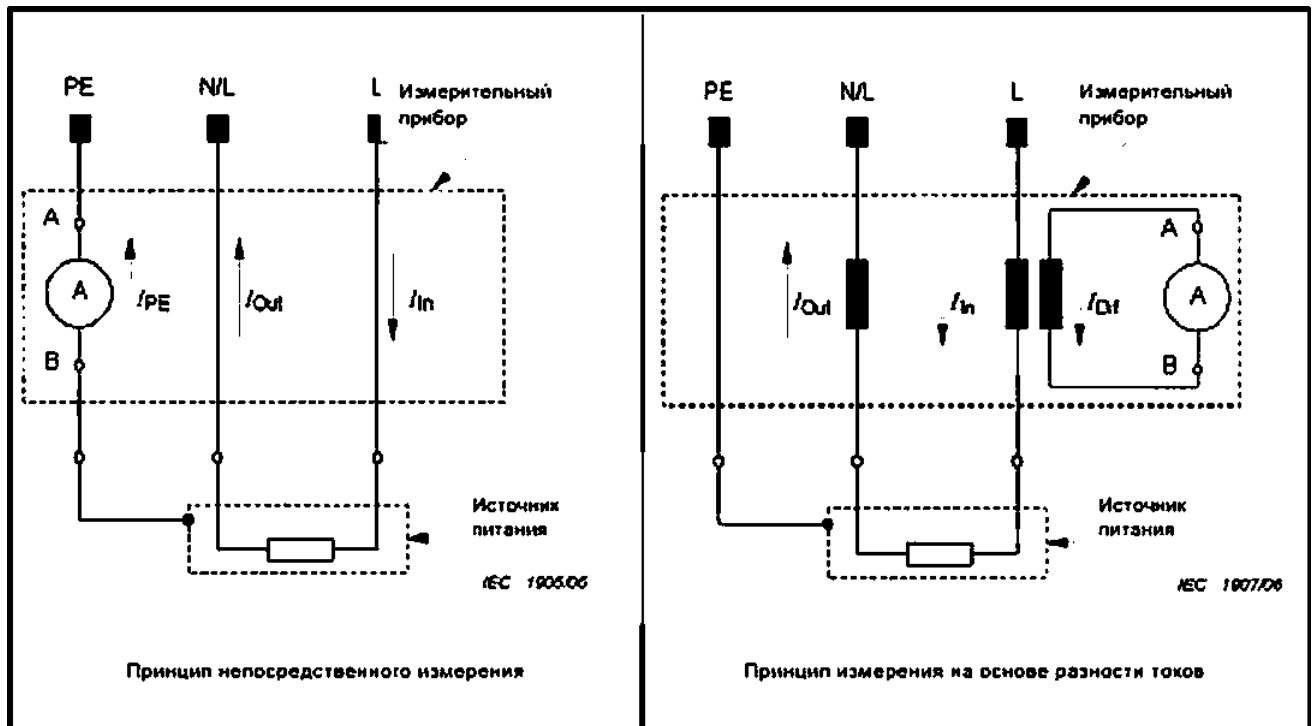 PE N/L L
Измерительный
прибор
A
A
B
IPE
IOut
IIn
Источник
питания
IEC 1906/06
Принцип непосредственного измерения
PE N/L L
Измерительный
прибор
IOut
IIn
IDif
A
A
B
Источник
питания
IEC 1907/06
Принцип измерения на основе разности токов